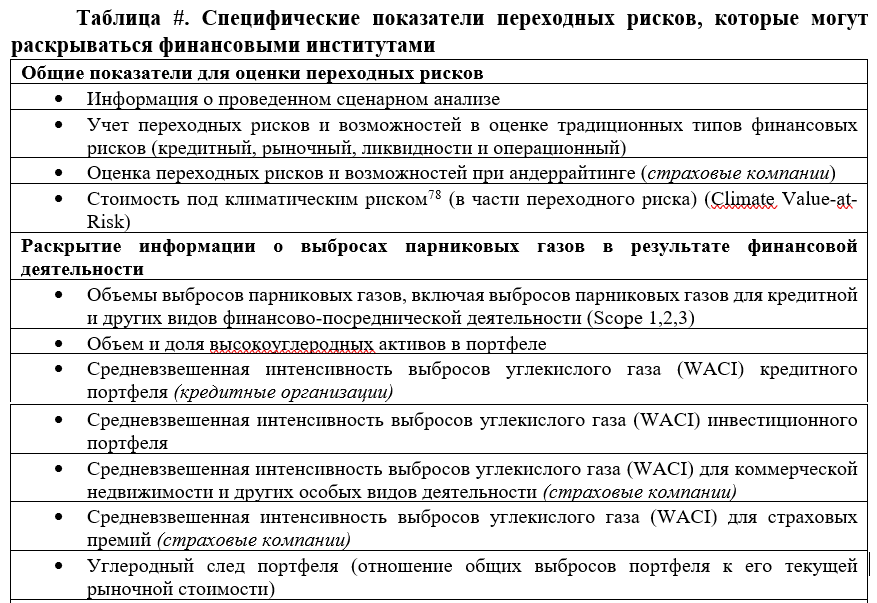 Таблица #. Специфические показатели переходных рисков, которые могут
раскрываться финансовыми институтами
Общие показатели для оценки переходных рисков
• Информация о проведенном сценарном анализе
• Учет переходных рисков и возможностей в оценке традиционных типов финансовых
рисков (кредитный, рыночный, ликвидности и операционный)
• Оценка переходных рисков и возможностей при андеррайтинге (страховые компании)
• Стоимость под климатическим риском78 (в части переходного риска) (Climate Value-at-
Risk)
Раскрытие информации о выбросах парниковых газов в результате финансовой
деятельности
• Объемы выбросов парниковых газов, включая выбросов парниковых газов для кредитной
и других видов финансово-посреднической деятельности (Scope 1,2,3)
• Объем и доля высокоуглеродных активов в портфеле
• Средневзвешенная интенсивность выбросов углекислого газа (WACI) кредитного
портфеля (кредитные организации)
• Средневзвешенная интенсивность выбросов углекислого газа (WACI) инвестиционного
портфеля
• Средневзвешенная интенсивность выбросов углекислого газа (WACI) для коммерческой
недвижимости и других особых видов деятельности (страховые компании)
• Средневзвешенная интенсивность выбросов углекислого газа (WACI) для страховых
премий (страховые компании)
• Углеродный след портфеля (отношение общих выбросов портфеля к его текущей
рыночной стоимости)